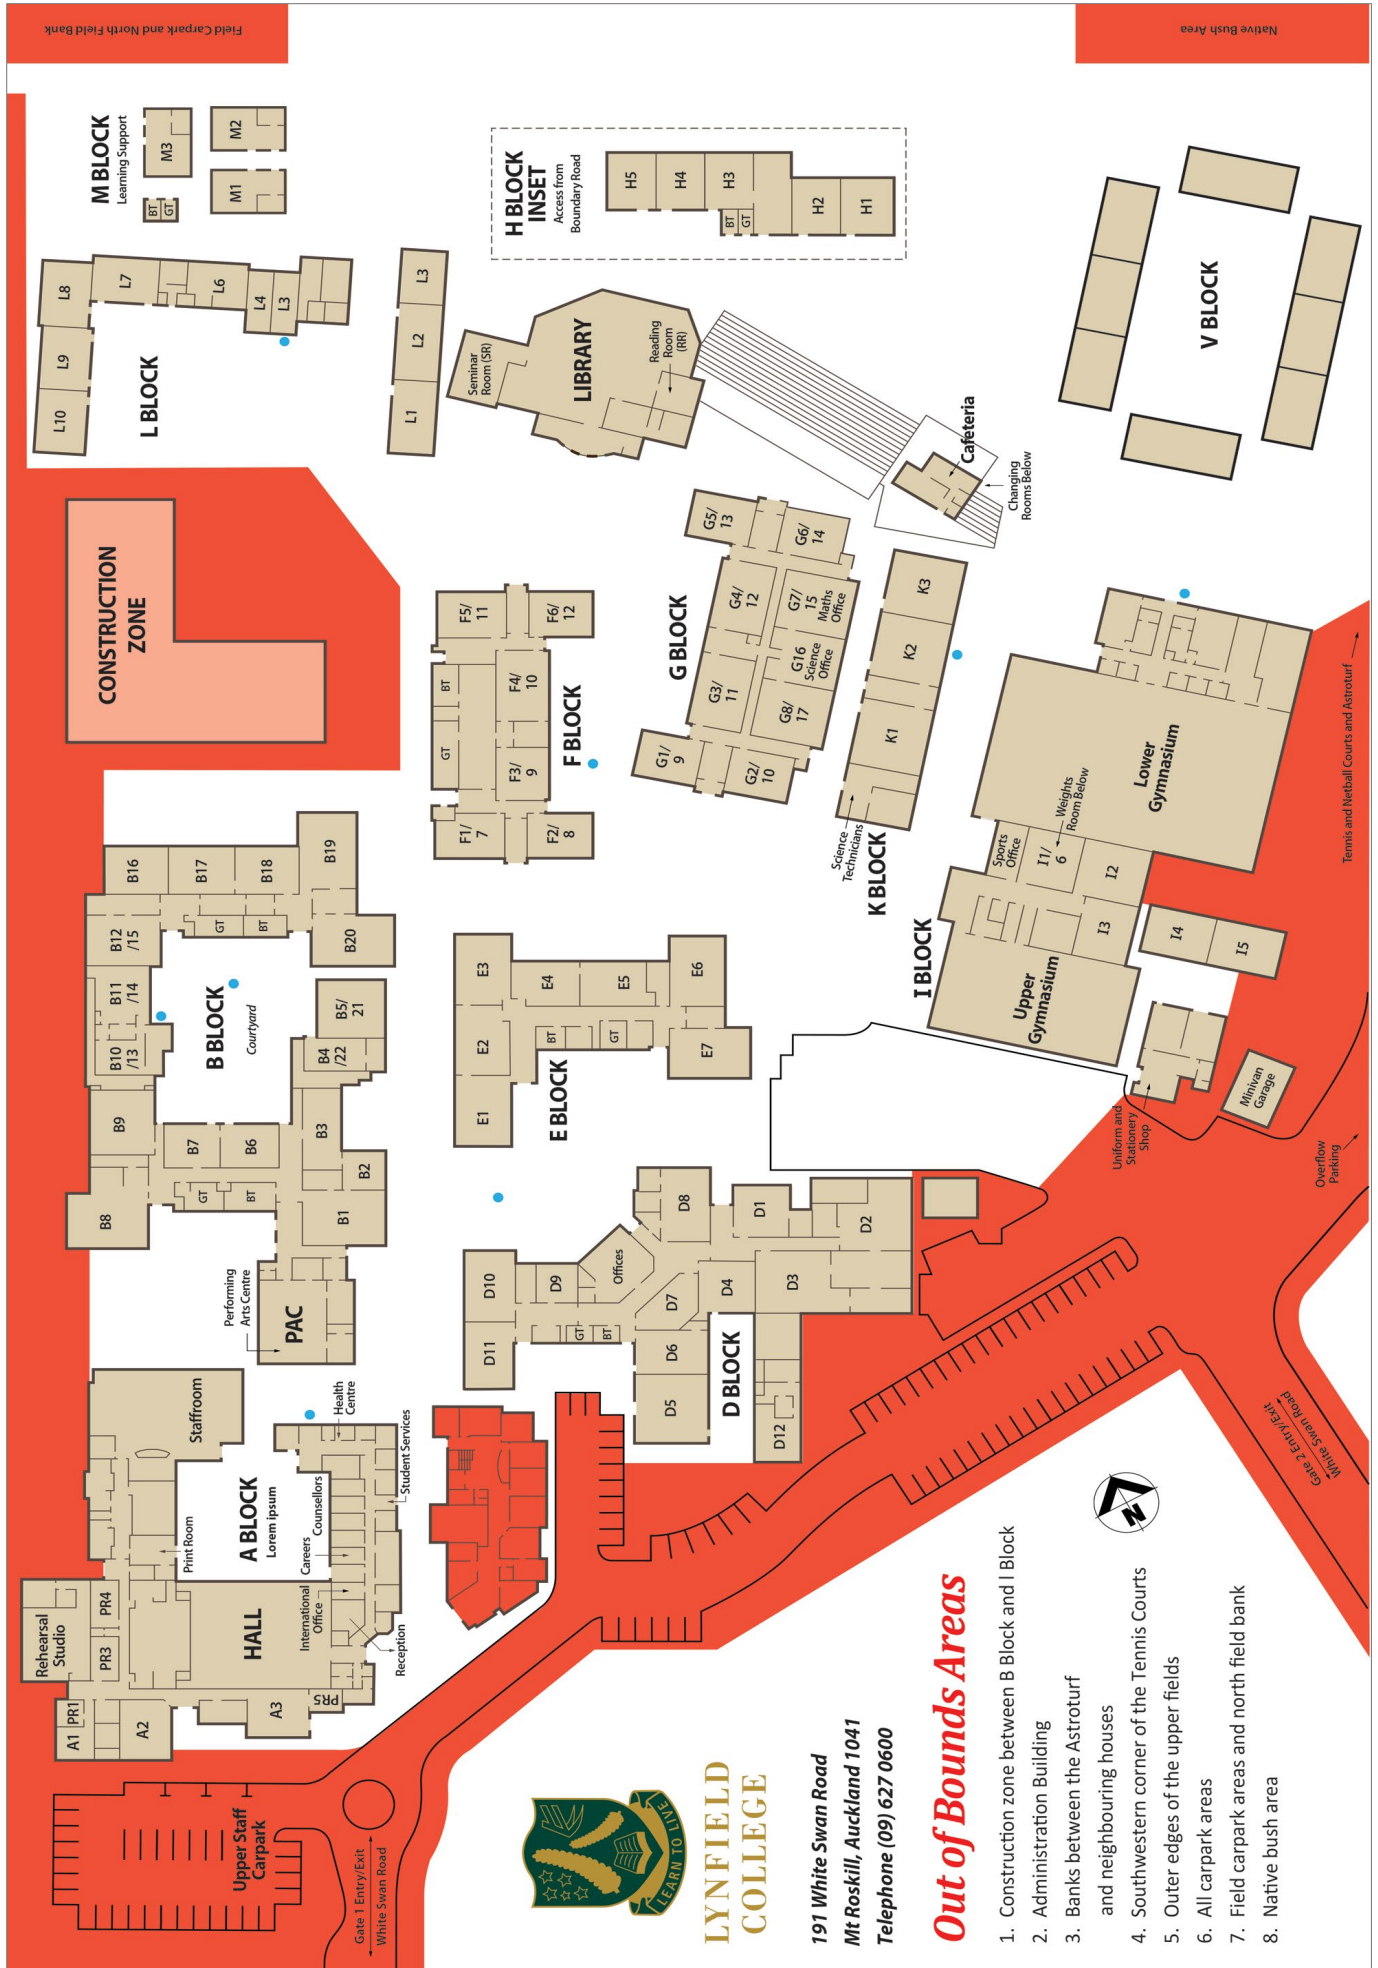 Field Carpark and North Field Bank
Native Bush Area
M BLOCK
Learning Support
M3
M2
M1
BT
GT
H BLOCK
INSET
Access from
Boundary Road
H5
H4
H3
BT
GT
H2
H1
L8
L7
L6
L4
L3
L9
L10
L BLOCK
L3
L2
L1
Seminar
Room (SR)
LIBRARY
Reading
Room
(RR)
Cafeteria
Changing
Rooms Below
V BLOCK
CONSTRUCTION
ZONE
F5/
11
F6/
12
BT
F4/
10
GT
F3/
9
F1/
7
F2/
8
F BLOCK
G BLOCK
G5/
13
G6/
14
G4/
12
G7/
15
Maths
Office
G16
Science
Office
G3/
11
G8/
17
G1/
9
G2/
10
K3
K2
K1
Science
Technicians
K BLOCK
B16
B17
B18
B19
B12
/15
GT
BT
B20
B11
/14
B10
/13
B BLOCK
Courtyard
B5/
21
B4
/22
B9
B7
B6
B3
B2
B8
GT
BT
B1
Performing
Arts Centre
PAC
E3
E4
E5
E6
E2
BT
GT
E7
E1
E BLOCK
I BLOCK
Lower
Gymnasium
Weights
Room Below
Sports
Office
I1/
6
I2
I3
I4
I5
Upper
Gymnasium
Uniform and
Stationery
Shop
Minivan
Garage
Tennis and Netball Courts and Astroturf
Overflow
Parking
D8
D1
D2
D10
D9
Offices
D7
D4
D3
D11
GT
BT
D6
D5
D BLOCK
D12
Staffroom
Health
Centre
Student Services
A BLOCK
Lorem ipsum
Counsellors
Careers
Print Room
International
Office
Reception
Rehearsal
Studio
PR4
PR3
HALL
PR1
A1
A2
A3
PR5
Upper Staff
Carpark
Gate 1 Entry/Exit
White Swan Road
Gate 2 Entry/Exit
White Swan Road
N
LEARN TO LIVE
LYNFIELD
COLLEGE
191 White Swan Road
Mt Roskill, Auckland 1041
Telephone (09) 627 0600
Out of Bounds Areas
1. Construction zone between B Block and I Block
2. Administration Building
3. Banks between the Astroturf
and neighbouring houses
4. Southwestern corner of the Tennis Courts
5. Outer edges of the upper fields
6. All carpark areas
7. Field carpark areas and north field bank
8. Native bush area